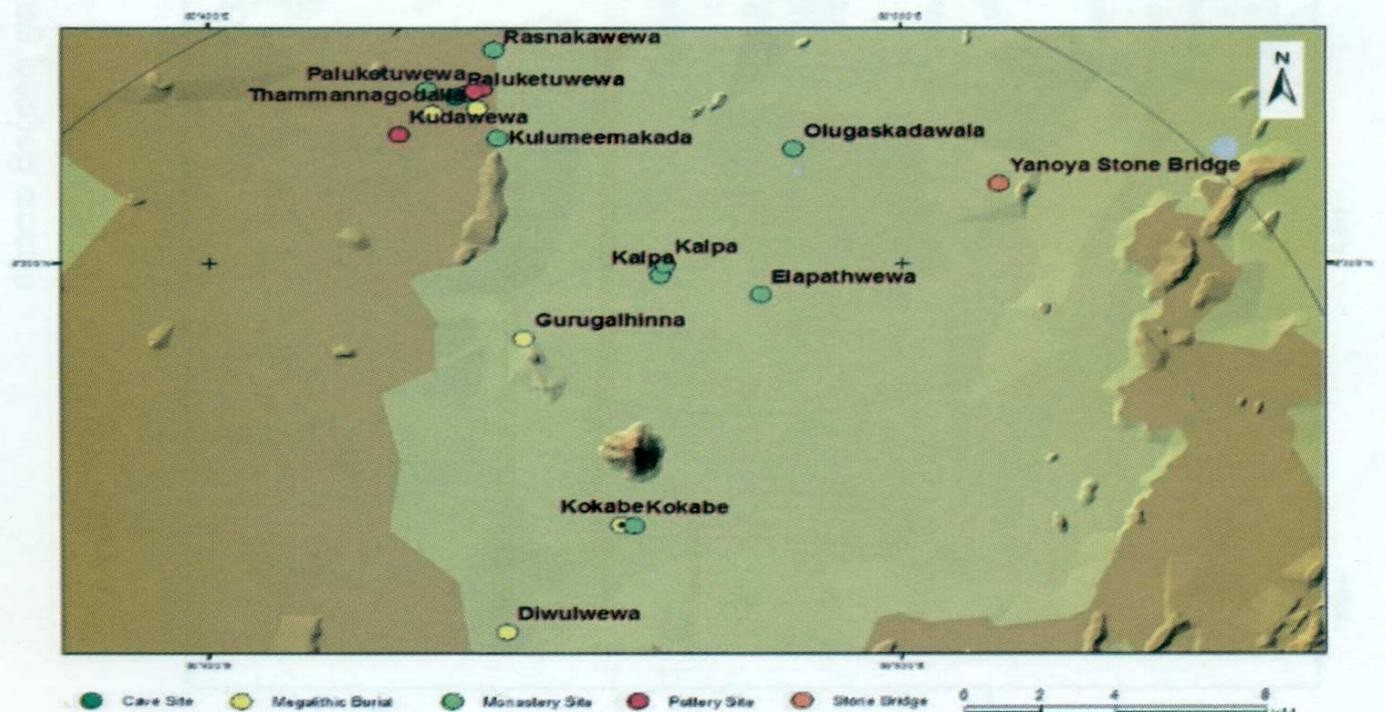 Rasnakawewa
N
Paluketuwewa
Paluketuwewa
Thammannagodalla
Kudawewa
Kulumeemakada
Olugaskadawala
Yanoya Stone Bridge
Kalpa
Kalpa
Elapathwewa
Gurugalhinna
Kokabe
Kokabe
Diwulwewa
Cave Site
Megalithic Burial
Monastery Site
Pottery Site
Stone Bridge
0 2 4 8